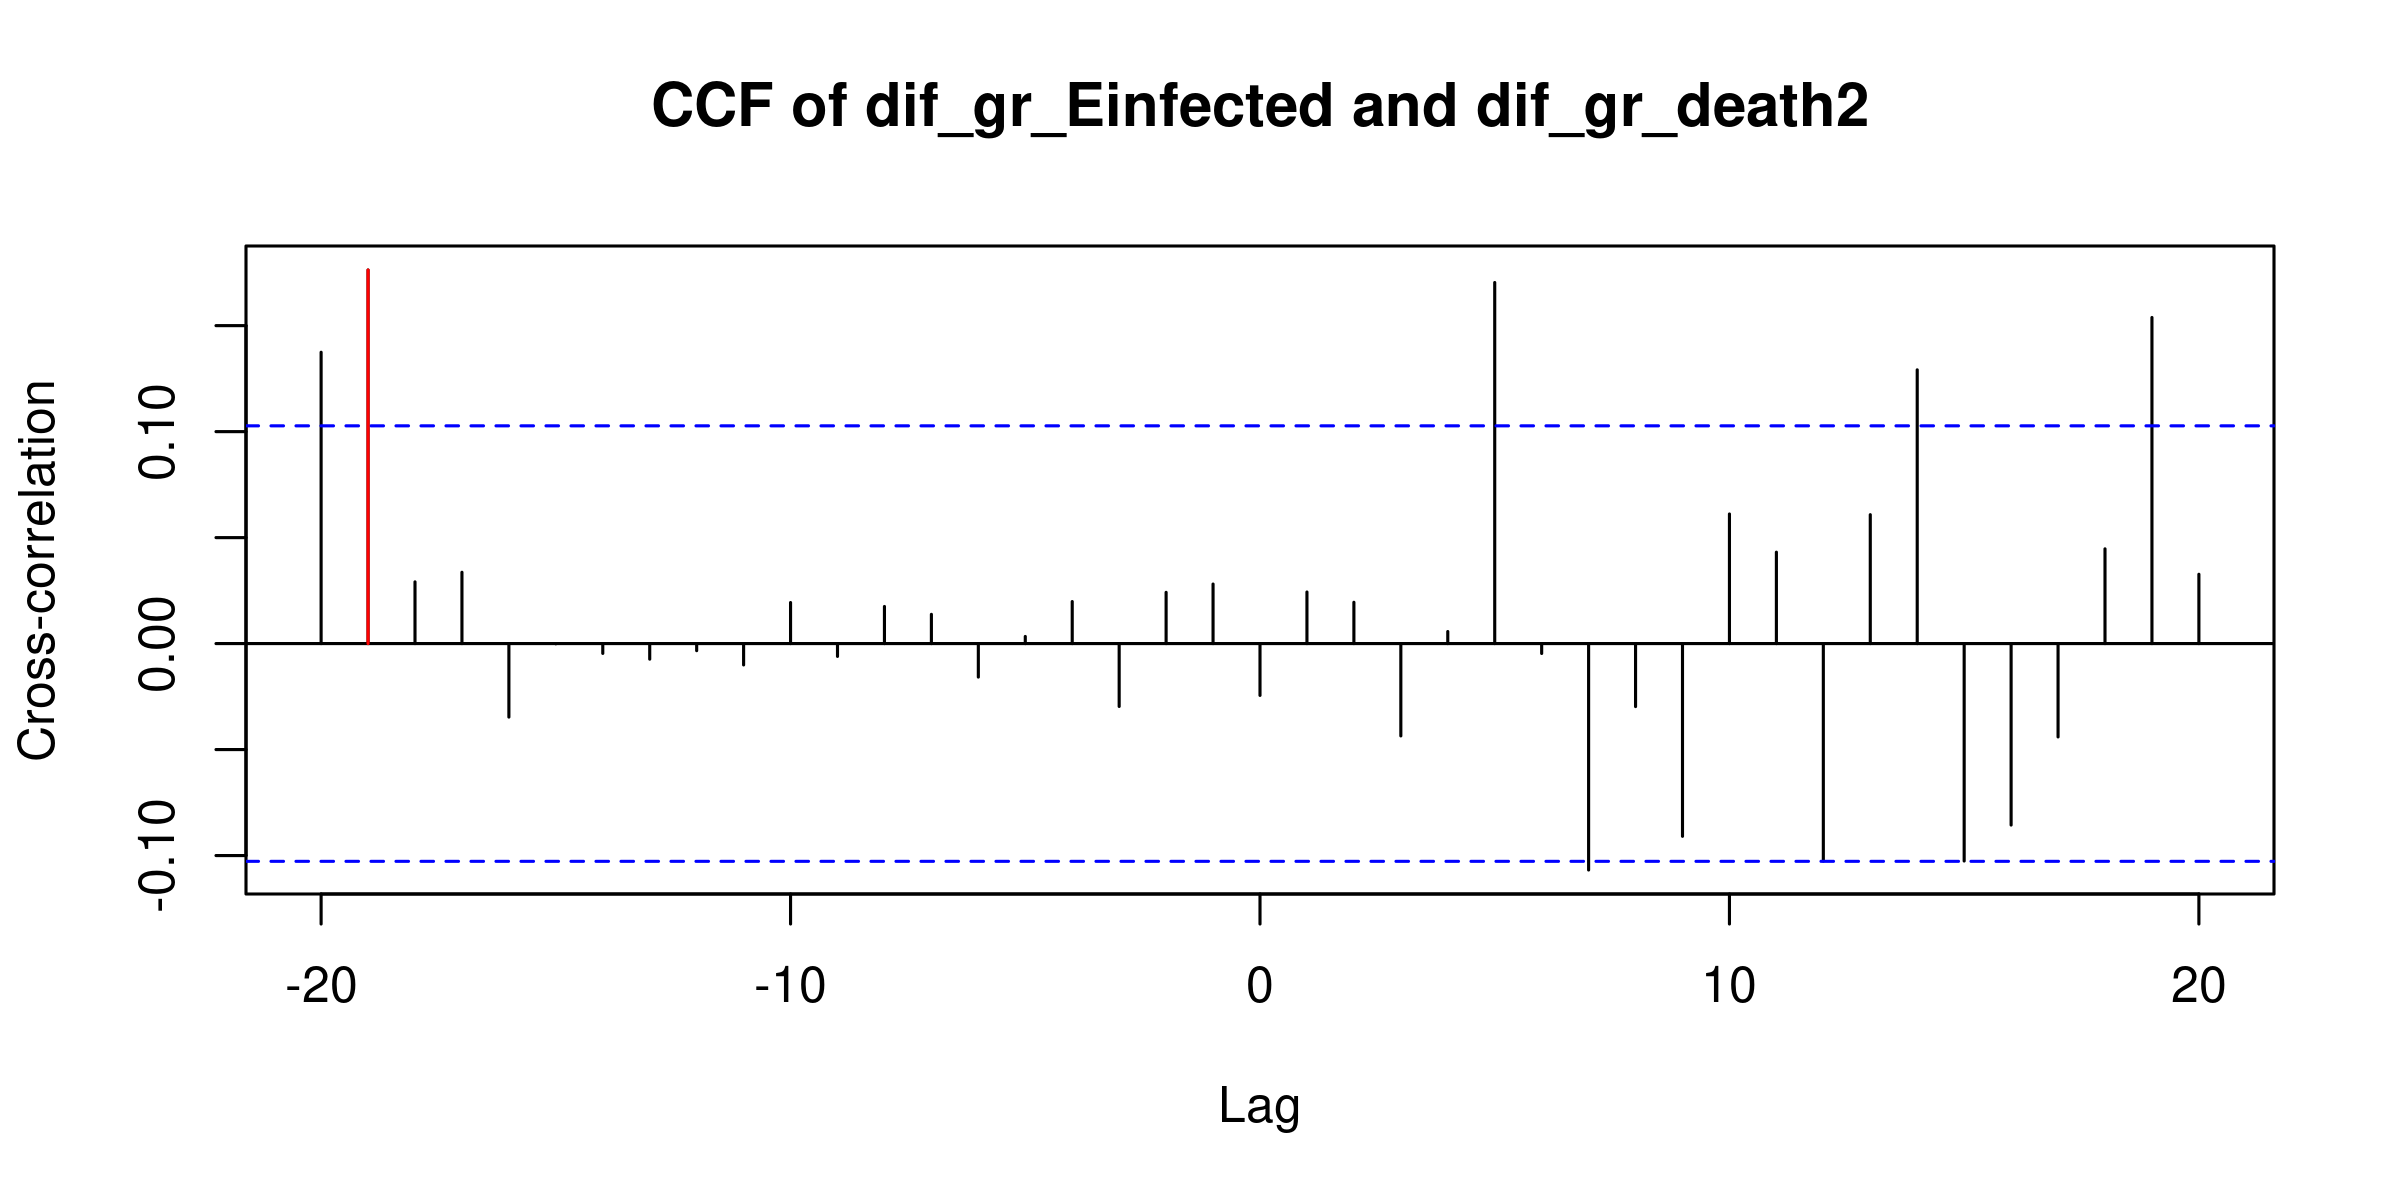 CCF of dif_gr_Einfected and dif_gr_death2
Cross-correlation
0.10
0.00
-0.10
-20 -10 0 10 20
Lag